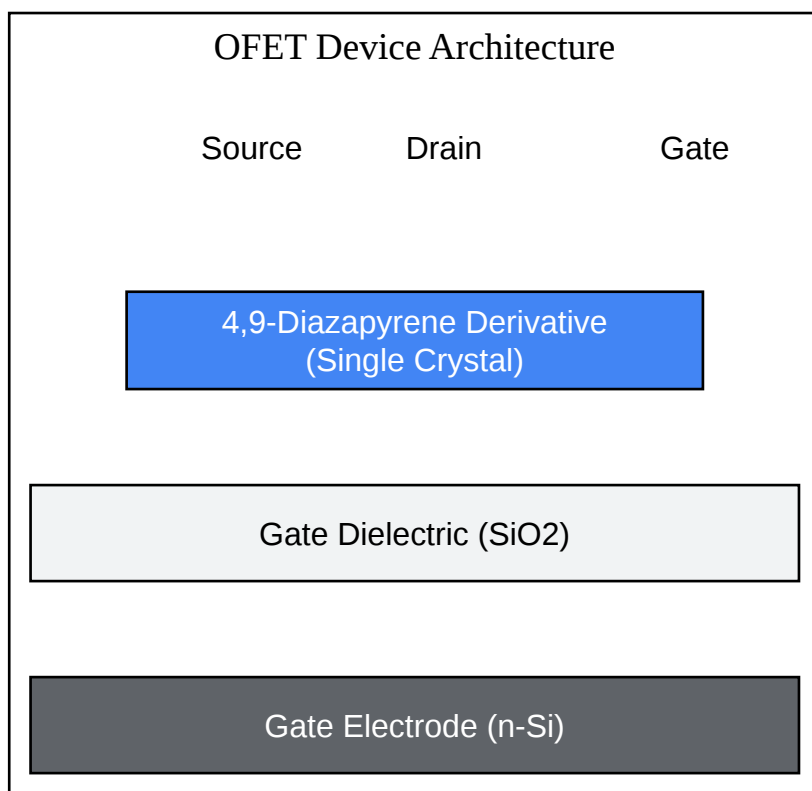 OFET Device Architecture
Source Drain Gate
4,9-Diazapyrene Derivative
(Single Crystal)
Gate Dielectric (SiO2)
Gate Electrode (n-Si)